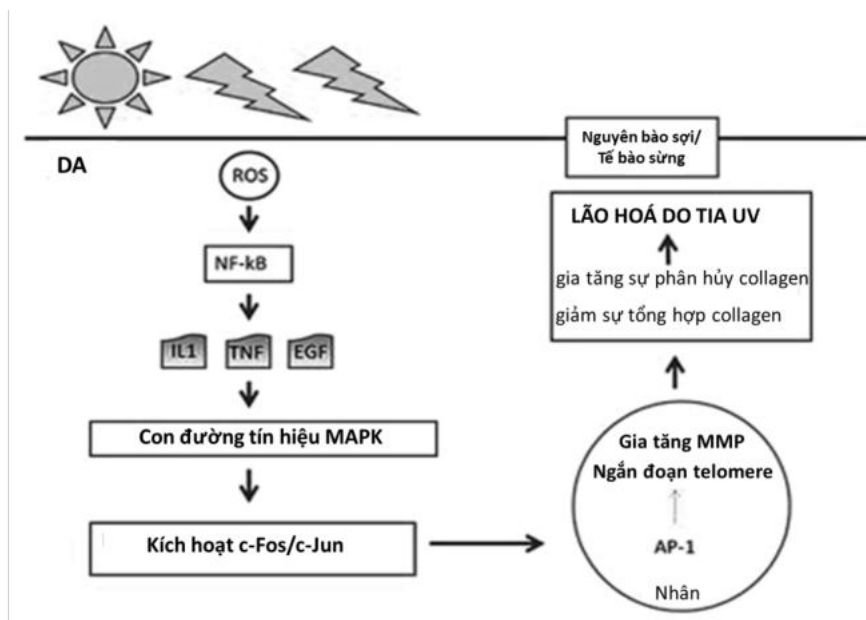 DA
ROS
NF-kB
IL1 TNF EGF
Con đường tín hiệu MAPK
Kích hoạt c-Fos/c-Jun
Nguyên bào sợi/
Tế bào sừng
LÃO HOÁ DO TIA UV
gia tăng sự phân hủy collagen
giảm sự tổng hợp collagen
Gia tăng MMP
Ngắn đoạn telomere
AP-1
Nhân